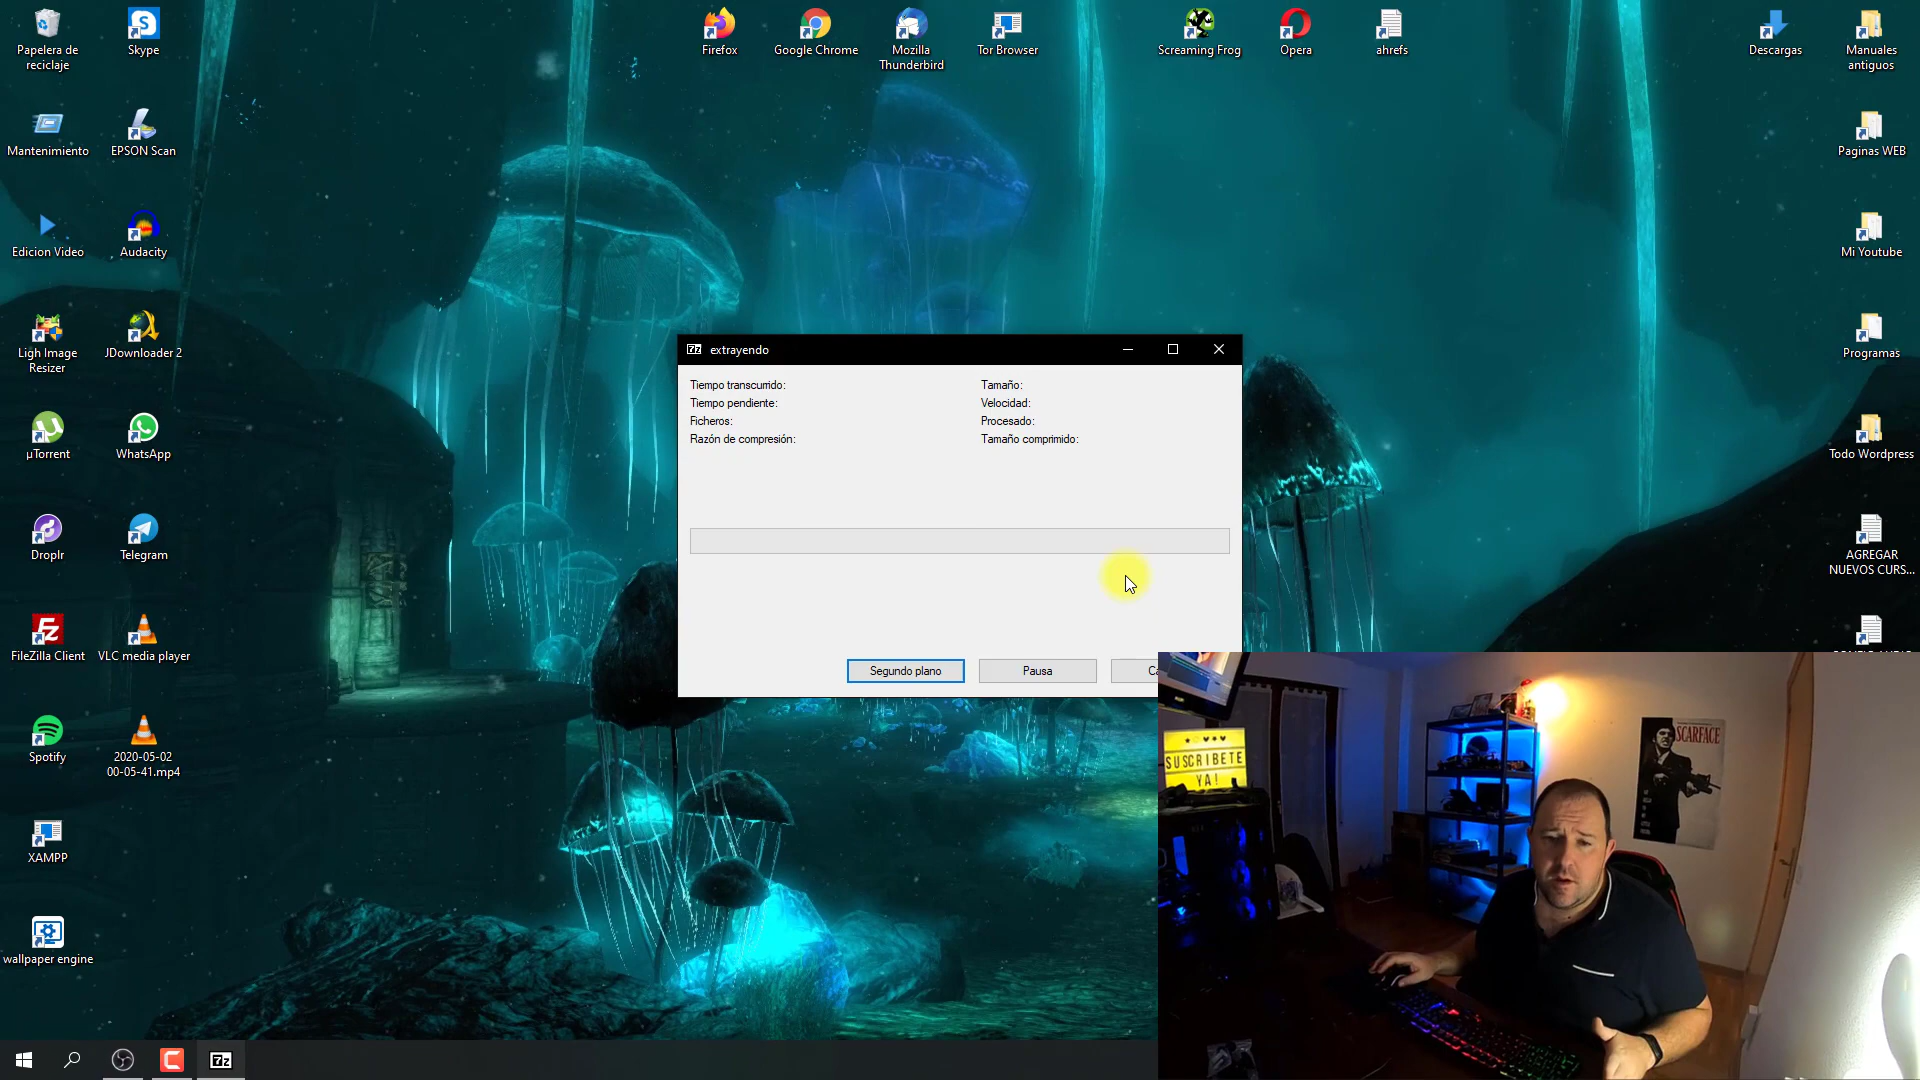 Papelera de
reciclaje
Skype
Firefox
Google Chrome
Mozilla
Thunderbird
Tor Browser
Screaming Frog
Opera
ahrefs
Descargas
Manuales
antiguos
Mantenimiento
EPSON Scan
Paginas WEB
Edicion Video
Audacity
Mi Youtube
Ligh Image
Resizer
JDownloader 2
Programas
µTorrent
WhatsApp
Todo Wordpress
Droplr
Telegram
AGREGAR
NUEVOS CURS...
FileZilla Client
VLC media player
Spotify
2020-05-02
00-05-41.mp4
XAMPP
wallpaper engine
7z extrayendo
Tiempo transcurrido:
Tiempo pendiente:
Ficheros:
Razón de compresión:
Tamaño:
Velocidad:
Procesado:
Tamaño comprimido:
Segundo plano
Pausa
Ca
SUSCRIBETE
YA!
SCARFACE
7z